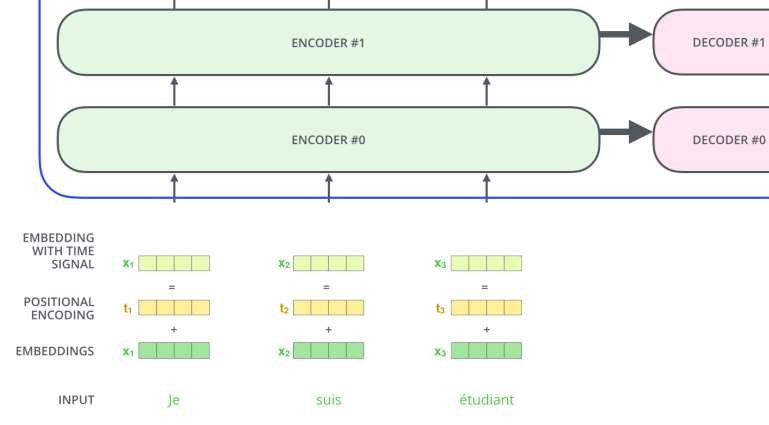 ENCODER #1
DECODER #1
ENCODER #0
DECODER #0
EMBEDDING
WITH TIME
SIGNAL
x₁ x₂ x₃
= = =
POSITIONAL
ENCODING
t₁ t₂ t₃
+ + +
EMBEDDINGS x₁ x₂ x₃
INPUT Je suis étudiant